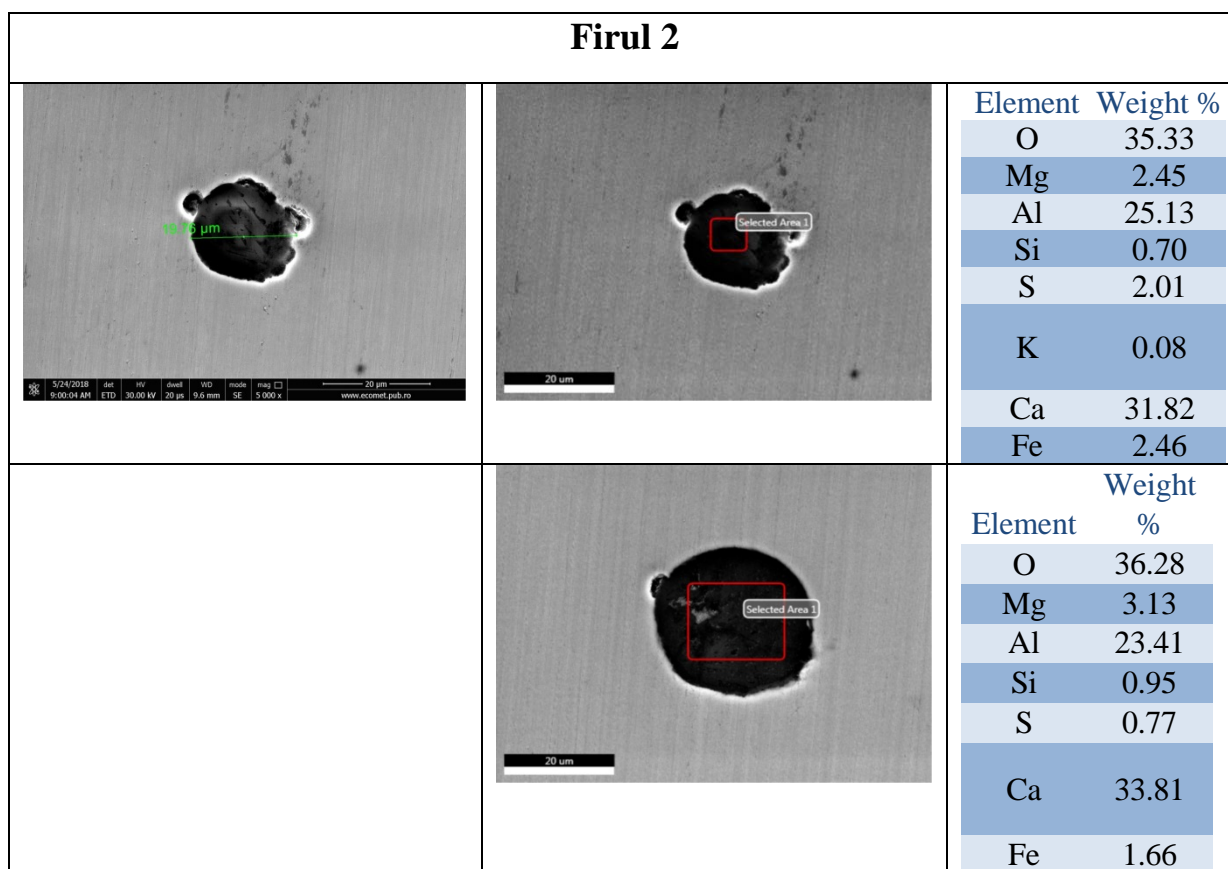 Firul 2
µm
5/24/2018 det HV dwell WD mode mag □ 20 µm
9:00:04 AM ETD 30.00 kV 20 µs 9.6 mm SE 5 000 x www.ecomet.pub.ro
Selected Area 1
20 um
Element Weight %
O 35.33
Mg 2.45
Al 25.13
Si 0.70
S 2.01
K 0.08
Ca 31.82
Fe 2.46
Selected Area 1
20 um
Weight
Element %
O 36.28
Mg 3.13
Al 23.41
Si 0.95
S 0.77
Ca 33.81
Fe 1.66